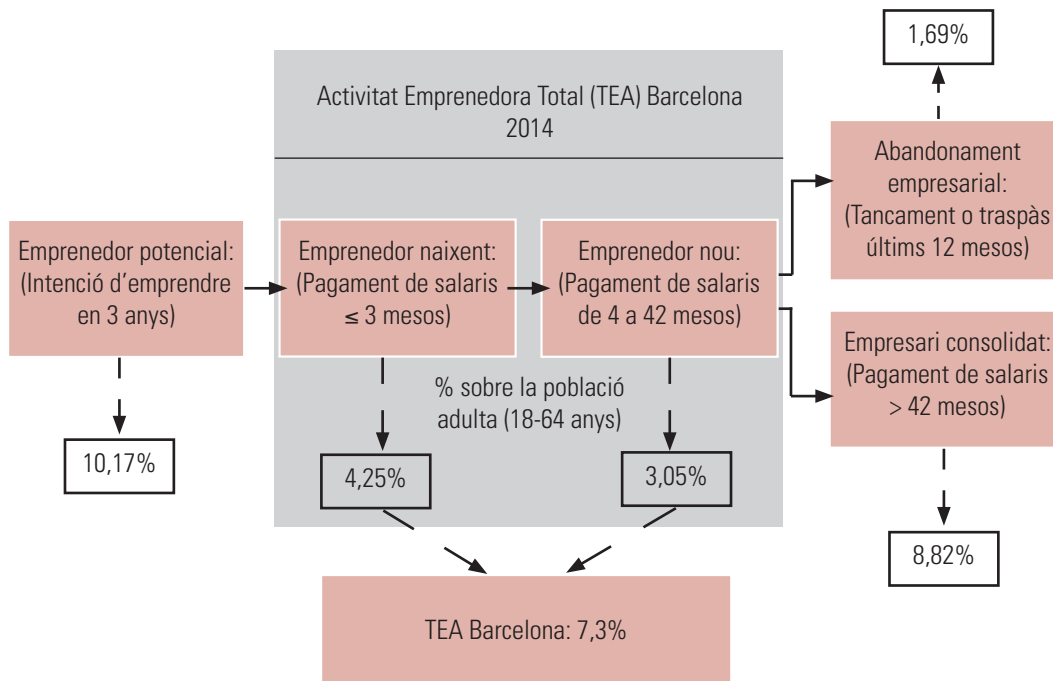 1,69%
Activitat Emprenedora Total (TEA) Barcelona
2014
Abandonament
empresarial:
(Tancament o traspàs
últims 12 mesos)
Emprenedor potencial:
(Intenció d'emprendre
en 3 anys)
Emprenedor naixent:
(Pagament de salaris
≤ 3 mesos)
Emprenedor nou:
(Pagament de salaris
de 4 a 42 mesos)
Empresari consolidat:
(Pagament de salaris
> 42 mesos)
% sobre la població
adulta (18-64 anys)
10,17%
4,25%
3,05%
8,82%
TEA Barcelona: 7,3%